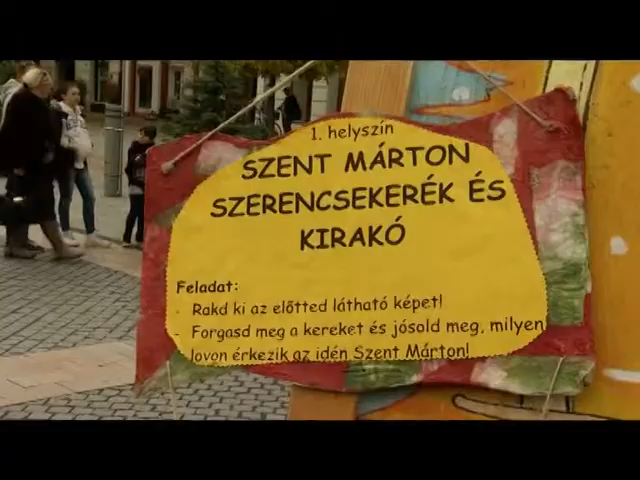 1. helyszín
SZENT MÁRTON
SZERENCSEKERÉK ÉS
KIRAKÓ
Feladat:
- Rakd ki az előtted látható képet!
- Forgasd meg a kereket és jósold meg, milyen
lovon érkezik az idén Szent Márton!